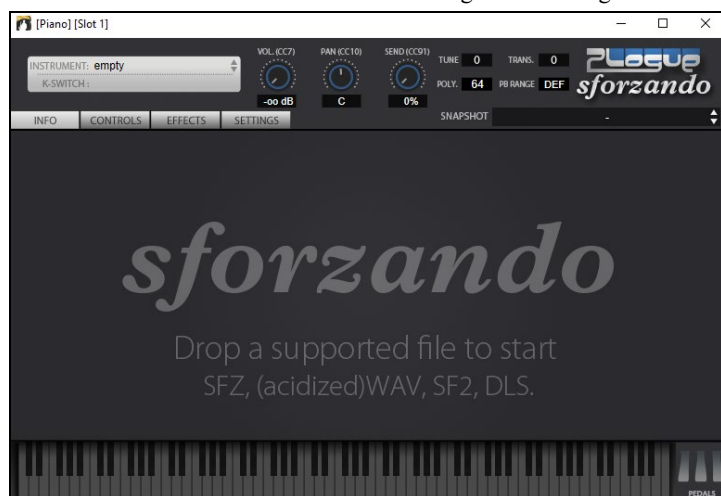 [Piano] [Slot 1]
INSTRUMENT: empty
K-SWITCH :
VOL. (CC7)
-oo dB
PAN (CC10)
C
SEND (CC91)
0%
TUNE 0 TRANS. 0
POLY. 64 PB RANGE DEF
Plogue
sforzando
SNAPSHOT -
INFO CONTROLS EFFECTS SETTINGS
sforzando
Drop a supported file to start
SFZ, (acidized)WAV, SF2, DLS.
PEDALS